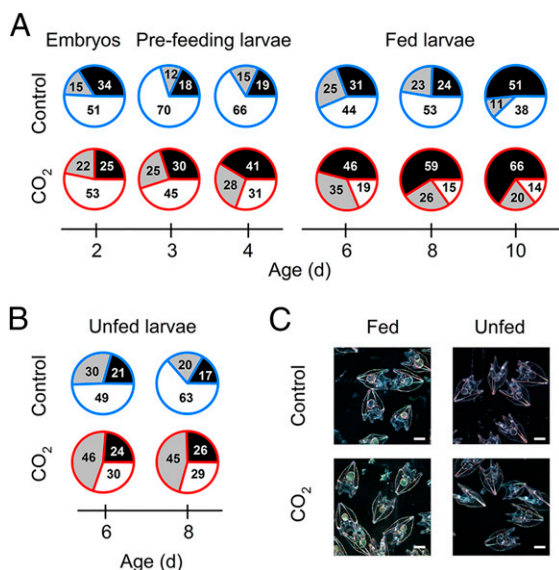 A
Embryos Pre-feeding larvae Fed larvae
Control
15 34 51
12 18 70
15 19 66
25 31 44
23 24 53
51 11 38
CO2
22 25 53
25 30 45
41 28 31
46 35 19
59 26 15
66 20 14
2 3 4 6 8 10
Age (d)
B
Unfed larvae
Control
30 21 49
20 17 63
CO2
46 24 30
45 26 29
6 8
Age (d)
C
Fed Unfed
Control
CO2